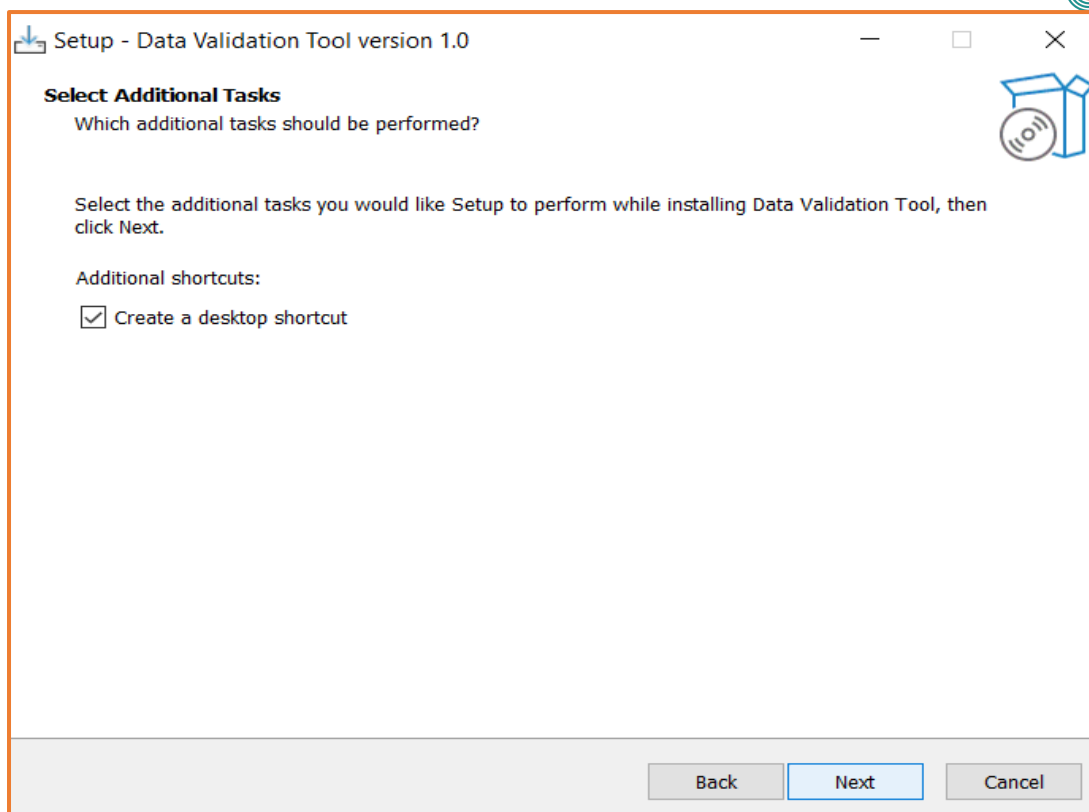 Setup - Data Validation Tool version 1.0
Select Additional Tasks
Which additional tasks should be performed?
Select the additional tasks you would like Setup to perform while installing Data Validation Tool, then
click Next.
Additional shortcuts:
Create a desktop shortcut
Back
Next
Cancel